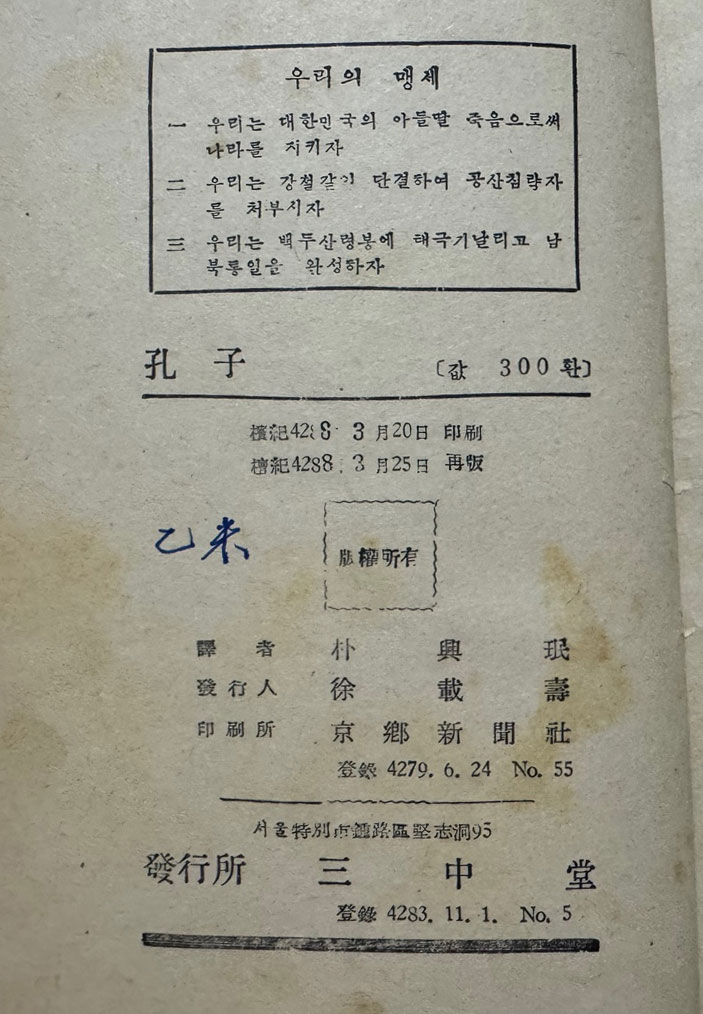 우리의 맹세
一 우리는 대한민국의 아들딸 죽음으로써
나라를 지키자
二 우리는 강철같이 단결하여 공산침략자
를 처부시자
三 우리는 백두산령봉에 태극기날리고 남
북통일을 완성하자
孔子 〔값 300환〕
檀紀4288 3月20日 印刷
檀紀4288. 3月25日 再版
乙未
版權所有
譯者 朴興珉
發行人 徐載壽
印刷所 京鄕新聞社
登錄 4279. 6. 24 No. 55
서울特別市鍾路區堅志洞95
發行所 三中堂
登錄 4283. 11. 1. No. 5